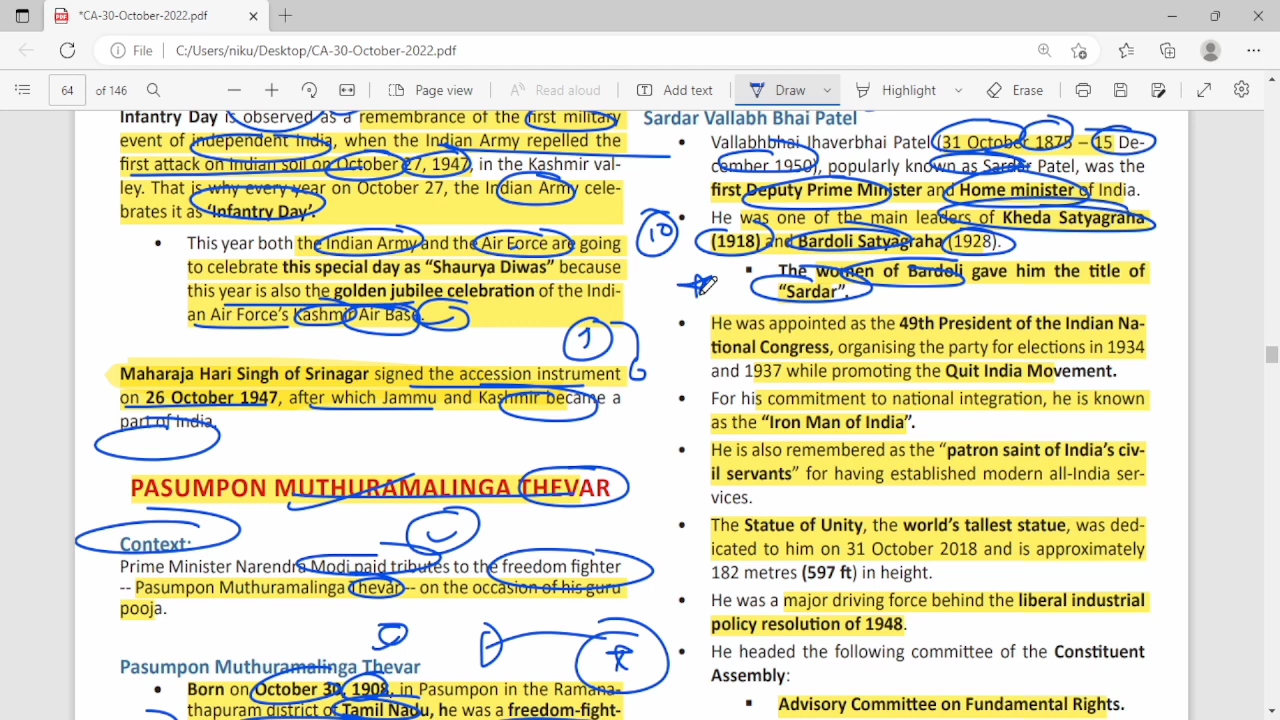 *CA-30-October-2022.pdf
File
C:/Users/niku/Desktop/CA-30-October-2022.pdf
64 of 146
Page view
Read aloud
Add text
Draw
Highlight
Erase
Infantry Day is observed as a remembrance of the first military
event of independent India, when the Indian Army repelled the
first attack on Indian soil on October 27, 1947, in the Kashmir val-
ley. That is why every year on October 27, the Indian Army cele-
brates it as ‘Infantry Day’.
• This year both the Indian Army and the Air Force are going
to celebrate this special day as “Shaurya Diwas” because
this year is also the golden jubilee celebration of the Indi-
an Air Force’s Kashmir Air Base.
Maharaja Hari Singh of Srinagar signed the accession instrument
on 26 October 1947, after which Jammu and Kashmir became a
part of India.
PASUMPON MUTHURAMALINGA THEVAR
Context:
Prime Minister Narendra Modi paid tributes to the freedom fighter
-- Pasumpon Muthuramalinga Thevar -- on the occasion of his guru
pooja.
Pasumpon Muthuramalinga Thevar
• Born on October 30, 1908, in Pasumpon in the Ramana-
thapuram district of Tamil Nadu, he was a freedom-fight-
Sardar Vallabh Bhai Patel
• Vallabhbhai Jhaverbhai Patel (31 October 1875 – 15 De-
cember 1950), popularly known as Sardar Patel, was the
first Deputy Prime Minister and Home minister of India.
• He was one of the main leaders of Kheda Satyagraha
(1918) and Bardoli Satyagraha (1928).
▪ The women of Bardoli gave him the title of
“Sardar”.
• He was appointed as the 49th President of the Indian Na-
tional Congress, organising the party for elections in 1934
and 1937 while promoting the Quit India Movement.
• For his commitment to national integration, he is known
as the “Iron Man of India”.
• He is also remembered as the “patron saint of India’s civ-
il servants” for having established modern all-India ser-
vices.
• The Statue of Unity, the world’s tallest statue, was ded-
icated to him on 31 October 2018 and is approximately
182 metres (597 ft) in height.
• He was a major driving force behind the liberal industrial
policy resolution of 1948.
• He headed the following committee of the Constituent
Assembly:
▪ Advisory Committee on Fundamental Rights.
10